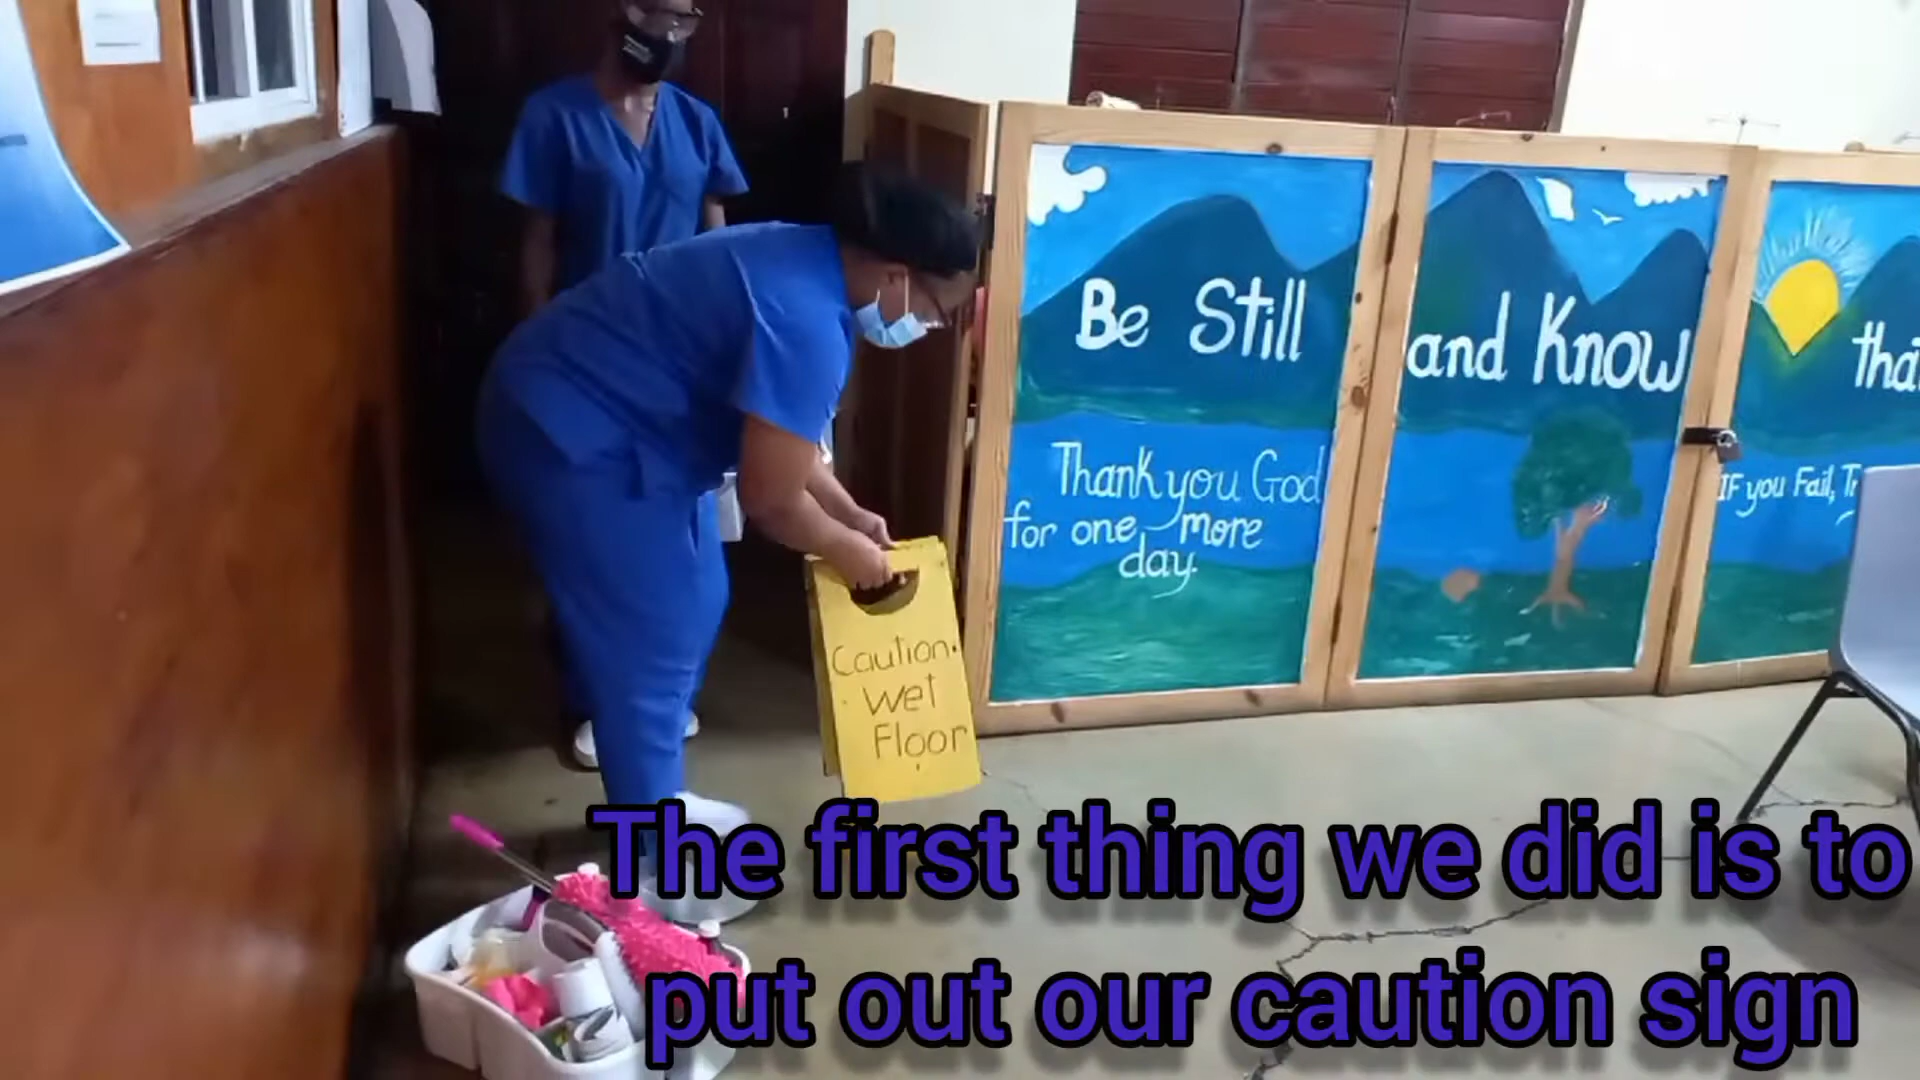 Be Still
and Know
Thank you God
for one more
day.
IF you Fail,
Caution.
Wet
Floor
The first thing we did is to
put out our caution sign